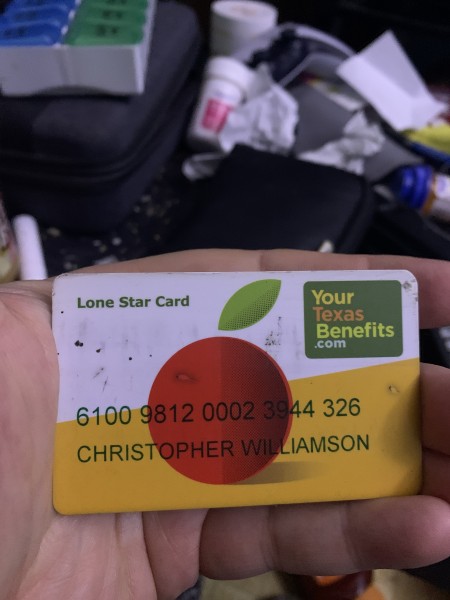 Lone Star Card
Your
Texas
Benefits
.com
6100 9812 0002 3944 326
CHRISTOPHER WILLIAMSON